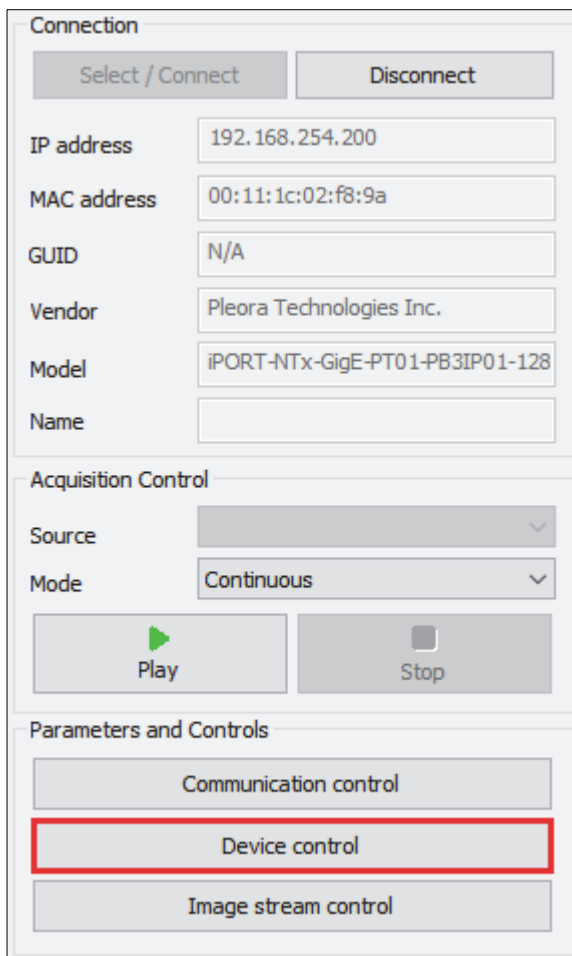 Connection
Select / Connect Disconnect
IP address 192.168.254.200
MAC address 00:11:1c:02:f8:9a
GUID N/A
Vendor Pleora Technologies Inc.
Model iPORT-NTx-GigE-PT01-PB3IP01-128
Name
Acquisition Control
Source
Mode Continuous
Play Stop
Parameters and Controls
Communication control
Device control
Image stream control